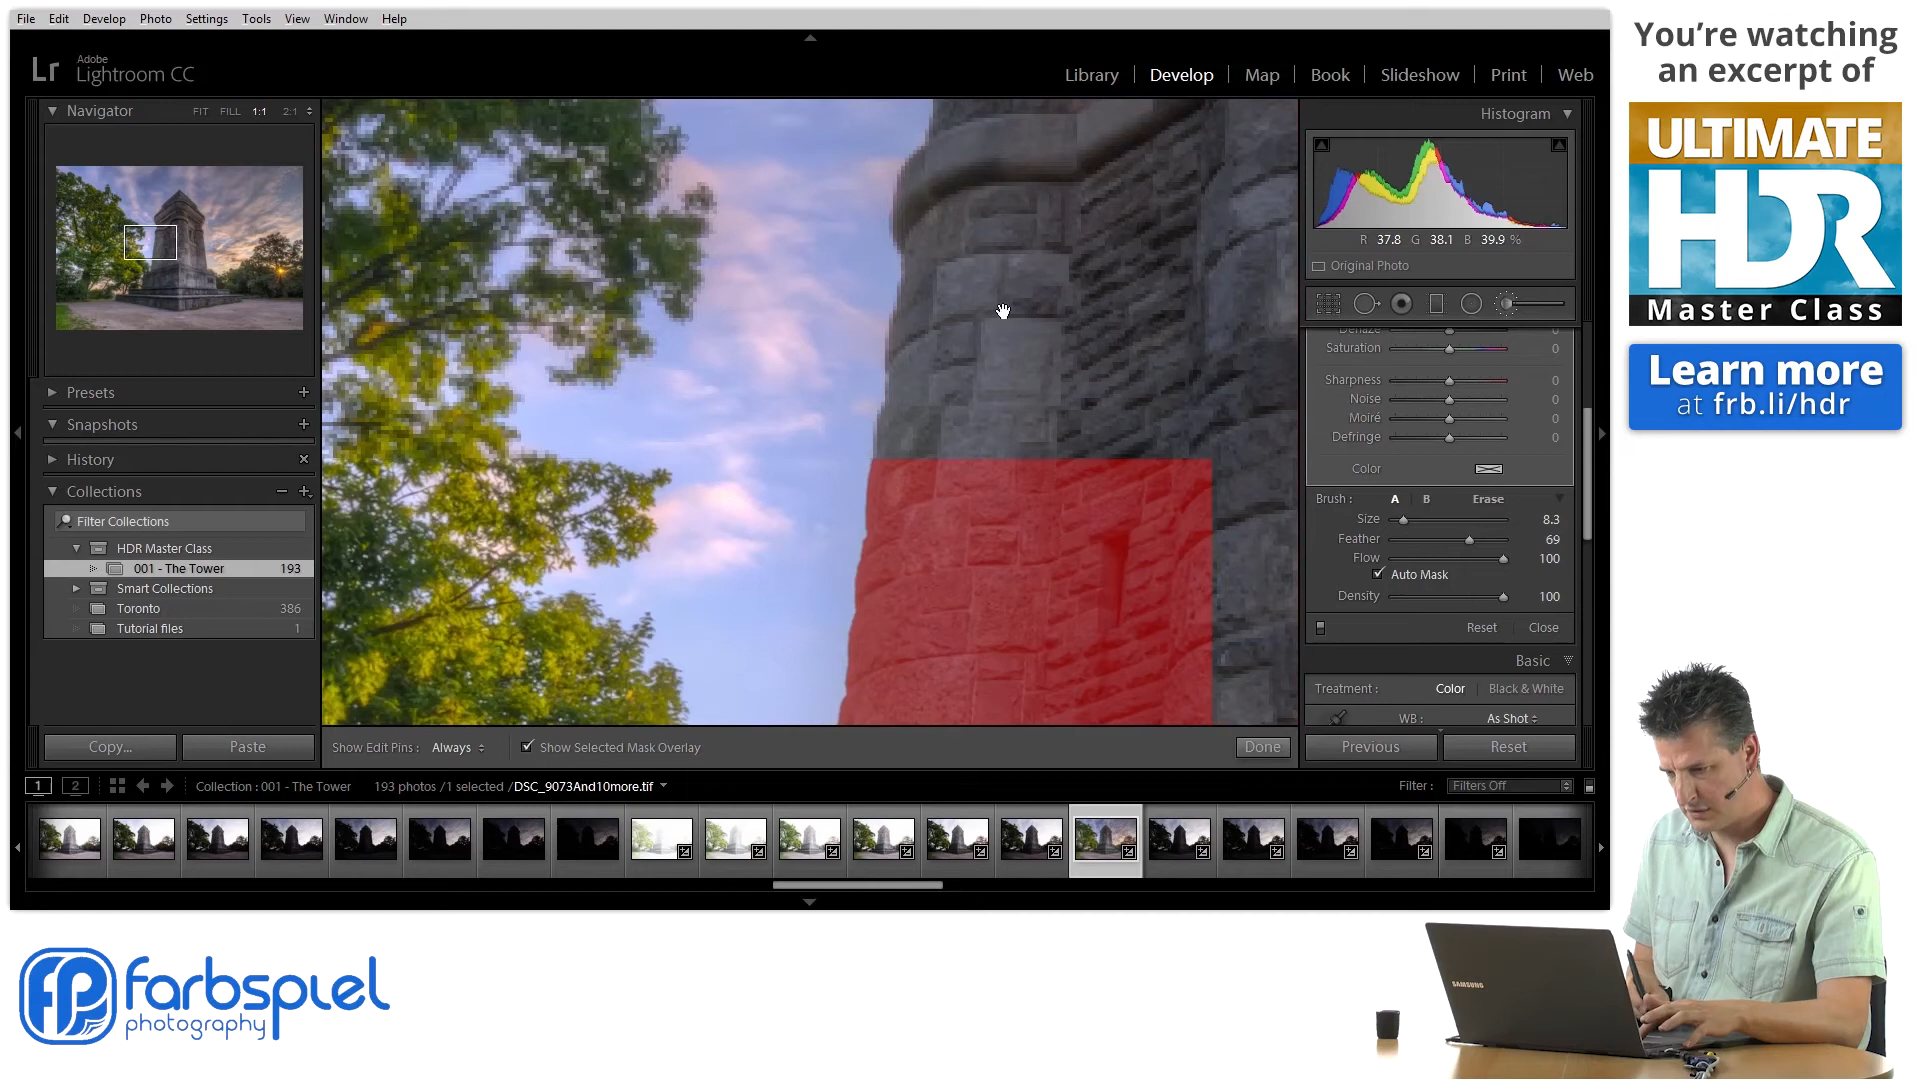 File Edit Develop Photo Settings Tools View Window Help
Lr Adobe Lightroom CC
Library Develop Map Book Slideshow Print Web
Navigator FIT FILL 1:1 2:1
Presets
Snapshots
History
Collections
Filter Collections
HDR Master Class
001 - The Tower 193
Smart Collections
Toronto 386
Tutorial files 1
Copy... Paste
Histogram
R 37.8 G 38.1 B 39.9 %
Original Photo
Dehaze 0
Saturation 0
Sharpness 0
Noise 0
Moiré 0
Defringe 0
Color
Brush : A B Erase
Size 8.3
Feather 69
Flow 100
Auto Mask
Density 100
Reset Close
Basic
Treatment : Color Black & White
WB : As Shot
Previous Reset
Show Edit Pins : Always Show Selected Mask Overlay Done
1 2 Collection : 001 - The Tower 193 photos /1 selected /DSC_9073And10more.tif Filter : Filters Off
You're watching
an excerpt of
ULTIMATE
HDR
Master Class
Learn more
at frb.li/hdr
SAMSUNG
fp farbspiel
photography